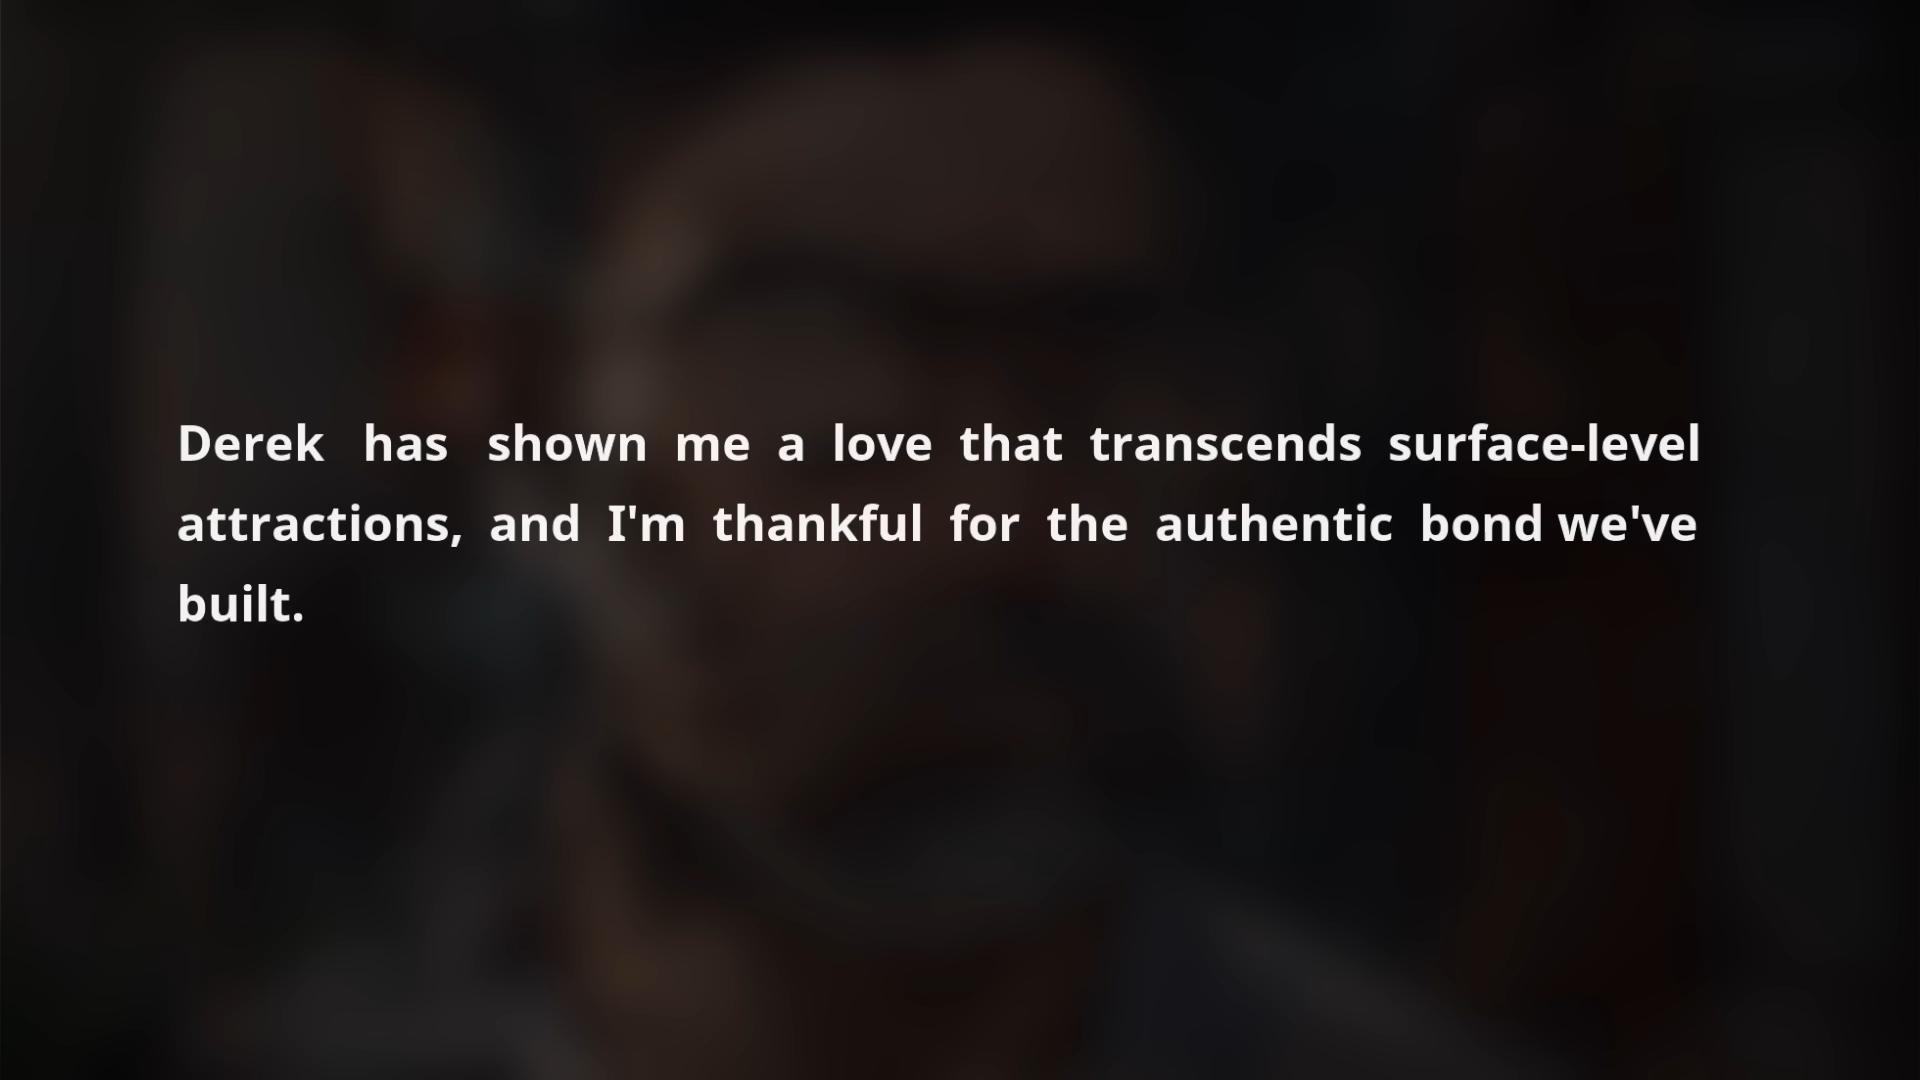 Derek has shown me a love that transcends surface-level
attractions, and I'm thankful for the authentic bond we've
built.